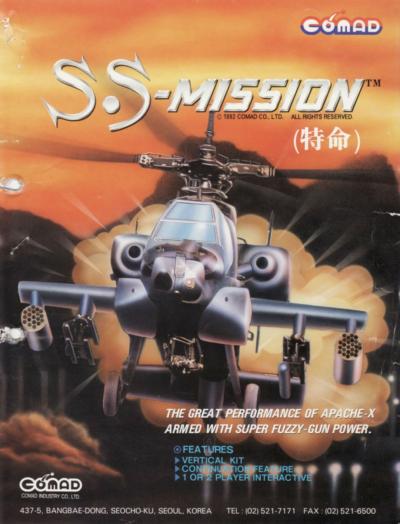 COMAD
S.S-MISSION™
© 1992 COMAD CO., LTD. ALL RIGHTS RESERVED.
(特命)
THE GREAT PERFORMANCE OF APACHE-X
ARMED WITH SUPER FUZZY-GUN POWER.
FEATURES
VERTICAL KIT
CONTINUATION FEATURE
1 OR 2 PLAYER INTERACTIVE
COMAD
COMAD INDUSTRY CO., LTD.
437-5, BANGBAE-DONG, SEOCHO-KU, SEOUL, KOREA TEL : (02) 521-7171 FAX : (02) 521-6500